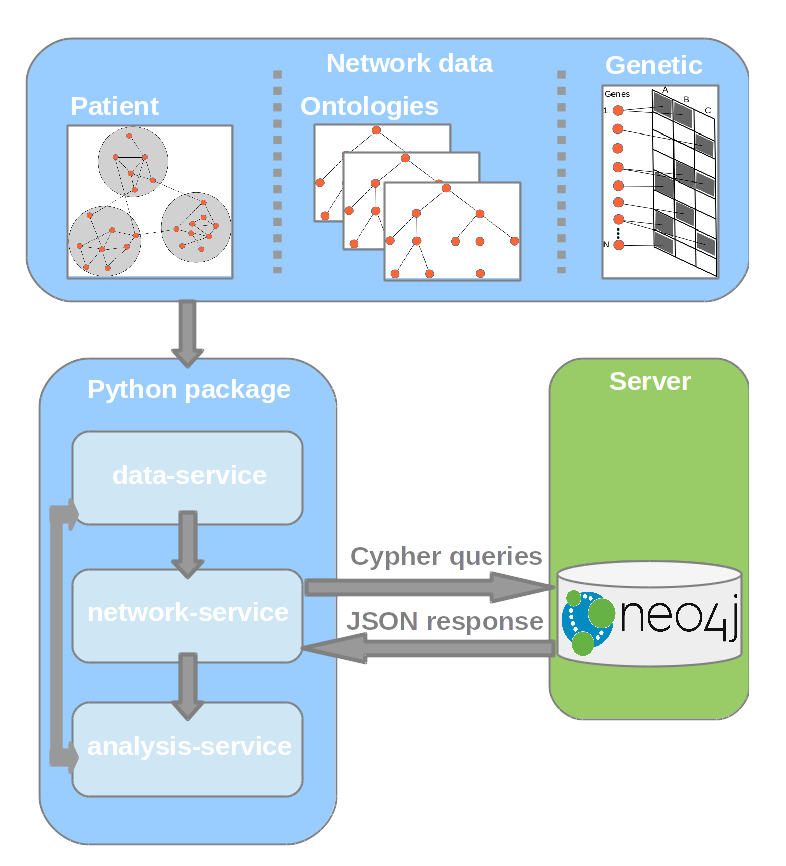 Network data
Patient
Ontologies
Genetic
Genes
A
B
C
1
N
Python package
data-service
network-service
analysis-service
Cypher queries
JSON response
Server
neo4j